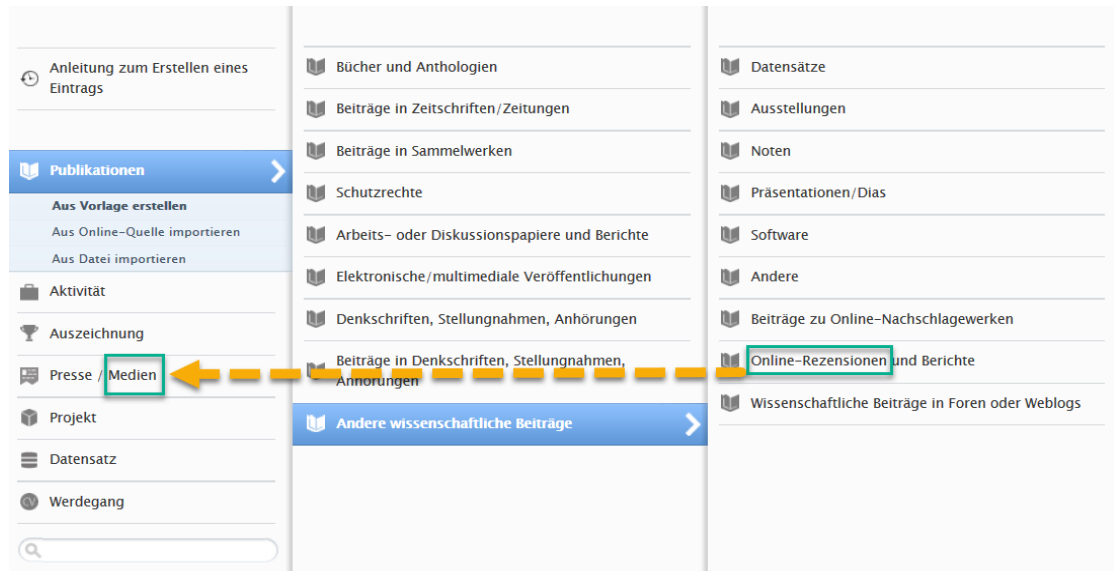 Anleitung zum Erstellen eines
Eintrags
Publikationen
Aus Vorlage erstellen
Aus Online-Quelle importieren
Aus Datei importieren
Aktivität
Auszeichnung
Presse / Medien
Projekt
Datensatz
Werdegang
Bücher und Anthologien
Beiträge in Zeitschriften/Zeitungen
Beiträge in Sammelwerken
Schutzrechte
Arbeits- oder Diskussionspapiere und Berichte
Elektronische/multimediale Veröffentlichungen
Denkschriften, Stellungnahmen, Anhörungen
Beiträge in Denkschriften, Stellungnahmen,
Anhörungen
Andere wissenschaftliche Beiträge
Datensätze
Ausstellungen
Noten
Präsentationen/Dias
Software
Andere
Beiträge zu Online-Nachschlagewerken
Online-Rezensionen und Berichte
Wissenschaftliche Beiträge in Foren oder Weblogs